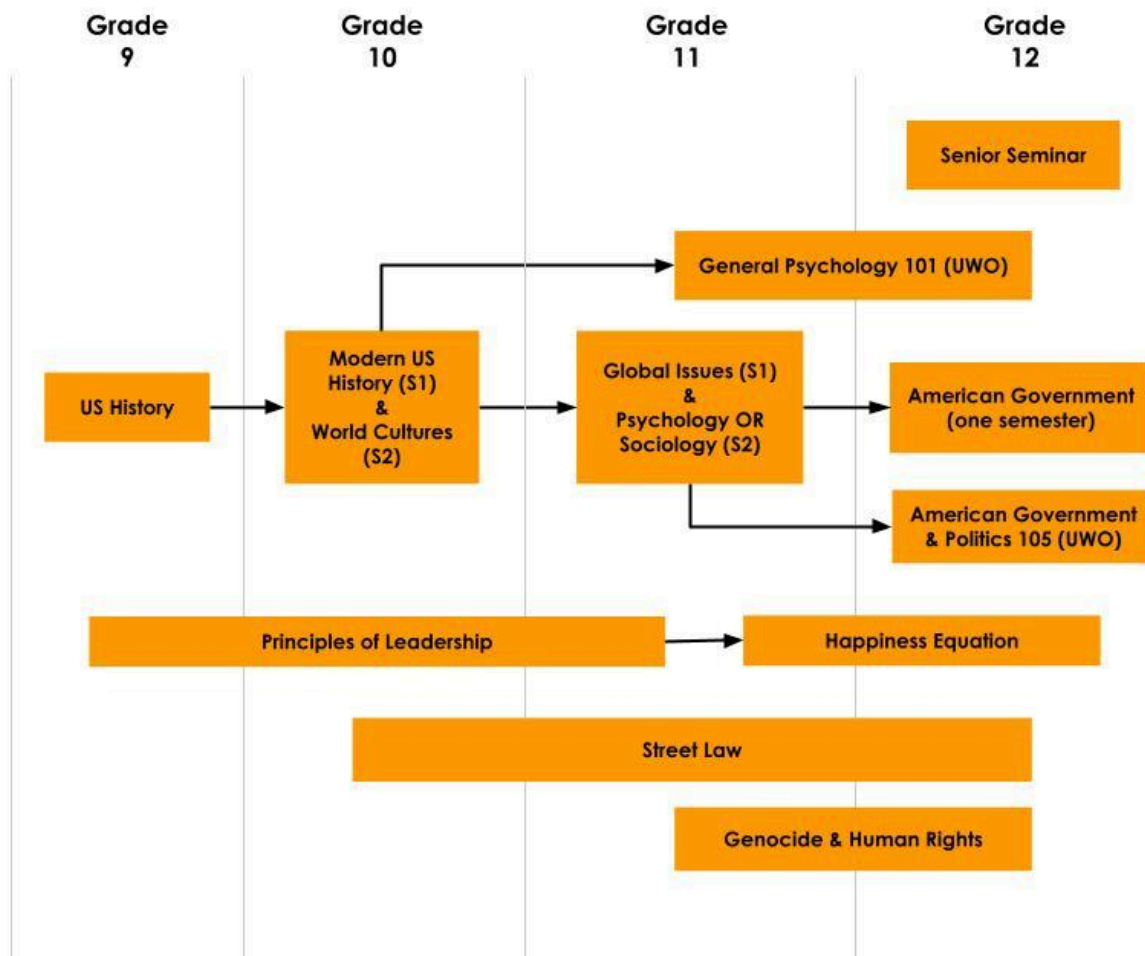 Grade
9
Grade
10
Grade
11
Grade
12
Senior Seminar
General Psychology 101 (UWO)
US History
Modern US
History (S1)
&
World Cultures
(S2)
Global Issues (S1)
&
Psychology OR
Sociology (S2)
American Government
(one semester)
American Government
& Politics 105 (UWO)
Principles of Leadership
Happiness Equation
Street Law
Genocide & Human Rights